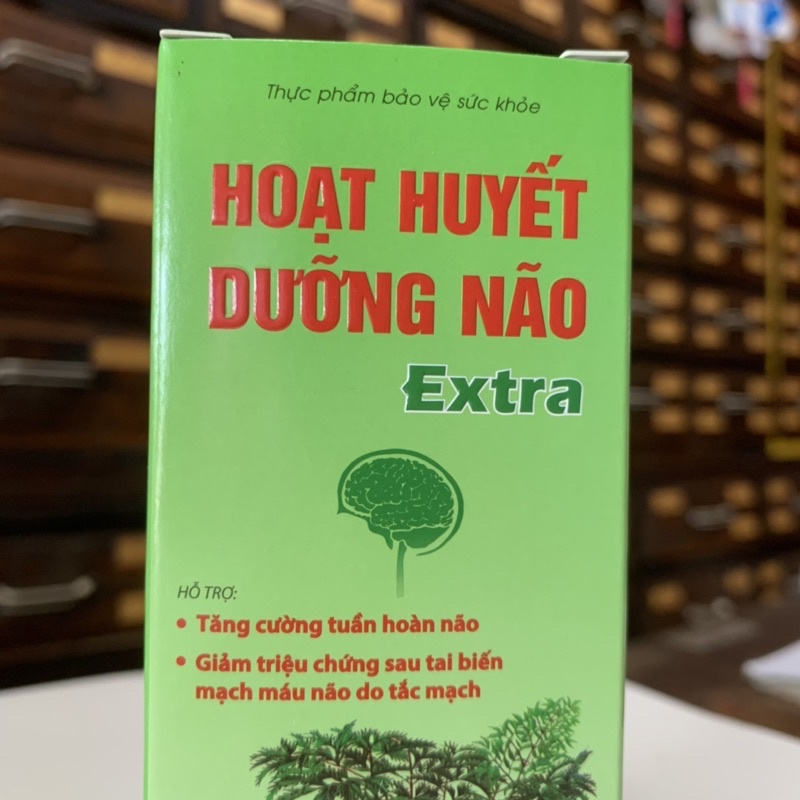 Thực phẩm bảo vệ sức khỏe
HOẠT HUYẾT
DƯỠNG NÃO
Extra
HỖ TRỢ:
• Tăng cường tuần hoàn não
• Giảm triệu chứng sau tai biến
mạch máu não do tắc mạch